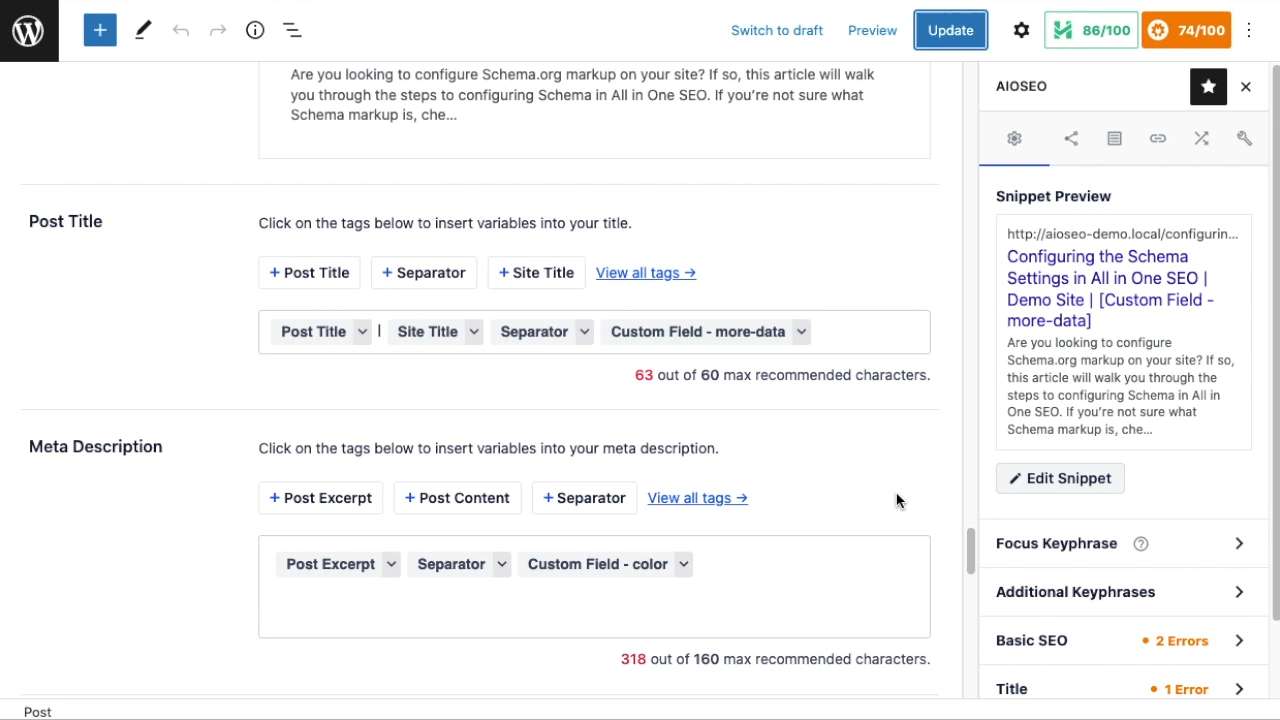 Switch to draft Preview Update 86/100 74/100
Are you looking to configure Schema.org markup on your site? If so, this article will walk
you through the steps to configuring Schema in All in One SEO. If you're not sure what
Schema markup is, che...
Post Title
Click on the tags below to insert variables into your title.
+ Post Title + Separator + Site Title View all tags →
Post Title | Site Title Separator Custom Field - more-data
63 out of 60 max recommended characters.
Meta Description
Click on the tags below to insert variables into your meta description.
+ Post Excerpt + Post Content + Separator View all tags →
Post Excerpt Separator Custom Field - color
318 out of 160 max recommended characters.
AIOSEO
Snippet Preview
http://aioseo-demo.local/configurin...
Configuring the Schema
Settings in All in One SEO |
Demo Site | [Custom Field -
more-data]
Are you looking to configure
Schema.org markup on your site? If so,
this article will walk you through the
steps to configuring Schema in All in
One SEO. If you're not sure what
Schema markup is, che...
Edit Snippet
Focus Keyphrase ?
Additional Keyphrases
Basic SEO • 2 Errors
Title • 1 Error
Post